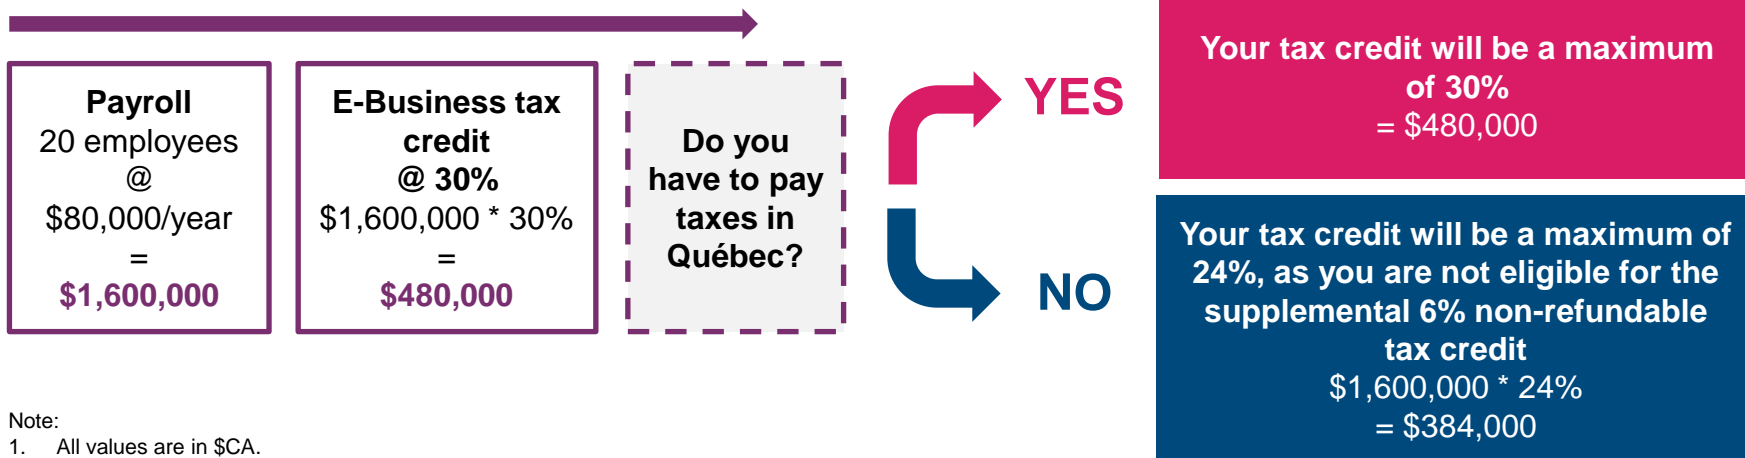 Payroll
20 employees
@
$80,000/year
=
$1,600,000
E-Business tax
credit
@ 30%
$1,600,000 * 30%
=
$480,000
Do you
have to pay
taxes in
Québec?
YES
NO
Your tax credit will be a maximum
of 30%
= $480,000
Your tax credit will be a maximum of
24%, as you are not eligible for the
supplemental 6% non-refundable
tax credit
$1,600,000 * 24%
= $384,000
Note:
1. All values are in $CA.